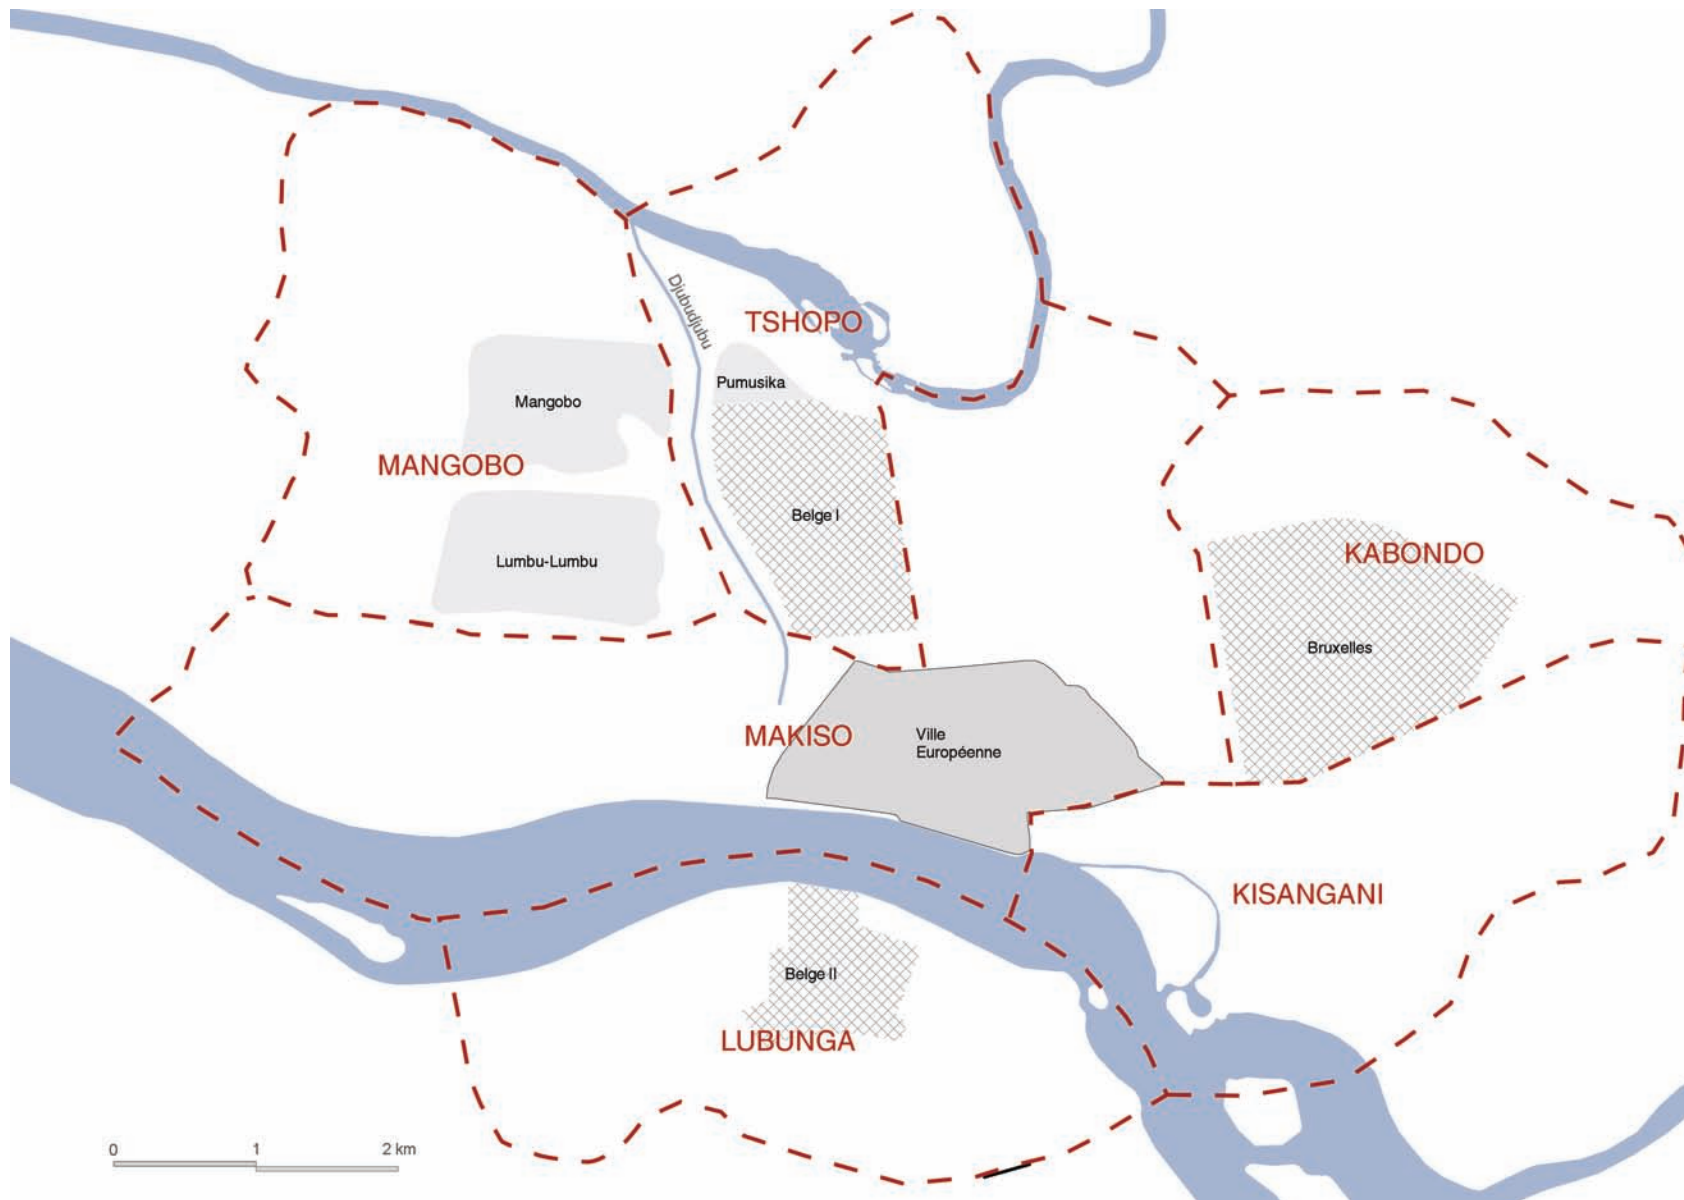 Djubudjubu
TSHOPO
Pumusika
Mangobo
MANGOBO
Belge I
Lumbu-Lumbu
KABONDO
Bruxelles
MAKISO
Ville
Européenne
KISANGANI
Belge II
LUBUNGA
0 1 2 km